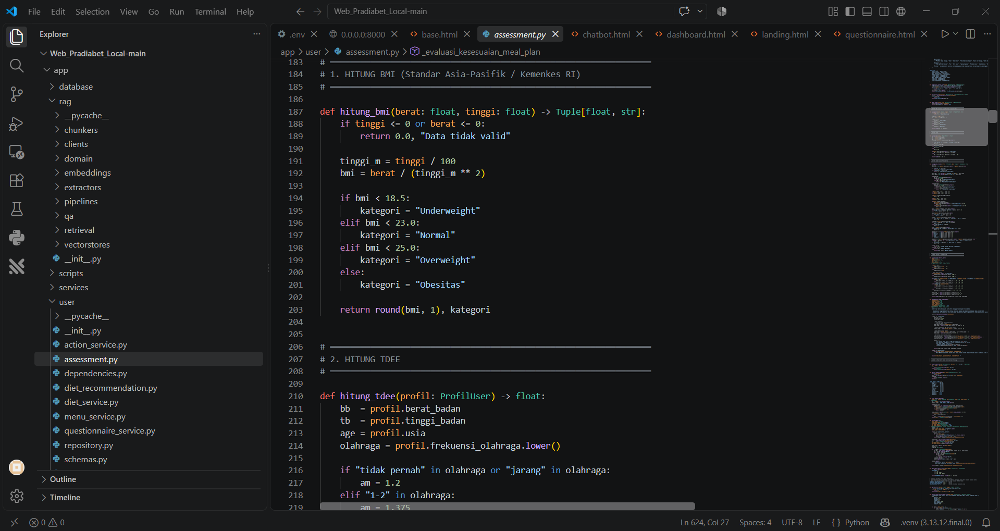 File Edit Selection View Go Run Terminal Help
Web_Pradiabet_Local-main
Explorer
Web_Pradiabet_Local-main
app
database
rag
__pycache__
chunkers
clients
domain
embeddings
extractors
pipelines
qa
retrieval
vectorstores
__init__.py
scripts
services
user
__pycache__
__init__.py
action_service.py
assessment.py
dependencies.py
diet_recommendation.py
diet_service.py
menu_service.py
questionnaire_service.py
repository.py
schemas.py
Outline
Timeline
.env 0.0.0.0:8000 base.html assessment.py chatbot.html dashboard.html landing.html questionnaire.html
app > user > assessment.py > _evaluasi_kesesuaian_meal_plan
183 # ════════════════════════════════════════════════════════════════
184 # 1. HITUNG BMI (Standar Asia-Pasifik / Kemenkes RI)
185 # ════════════════════════════════════════════════════════════════
186
187 def hitung_bmi(berat: float, tinggi: float) -> Tuple[float, str]:
188 if tinggi <= 0 or berat <= 0:
189 return 0.0, "Data tidak valid"
190
191 tinggi_m = tinggi / 100
192 bmi = berat / (tinggi_m ** 2)
193
194 if bmi < 18.5:
195 kategori = "Underweight"
196 elif bmi < 23.0:
197 kategori = "Normal"
198 elif bmi < 25.0:
199 kategori = "Overweight"
200 else:
201 kategori = "Obesitas"
202
203 return round(bmi, 1), kategori
204
205
206 # ════════════════════════════════════════════════════════════════
207 # 2. HITUNG TDEE
208 # ════════════════════════════════════════════════════════════════
209
210 def hitung_tdee(profil: ProfilUser) -> float:
211 bb = profil.berat_badan
212 tb = profil.tinggi_badan
213 age = profil.usia
214 olahraga = profil.frekuensi_olahraga.lower()
215
216 if "tidak pernah" in olahraga or "jarang" in olahraga:
217 am = 1.2
218 elif "1-2" in olahraga:
219 am = 1.375
0 0
Ln 624, Col 27 Spaces: 4 UTF-8 LF { } Python .venv (3.13.12.final.0)